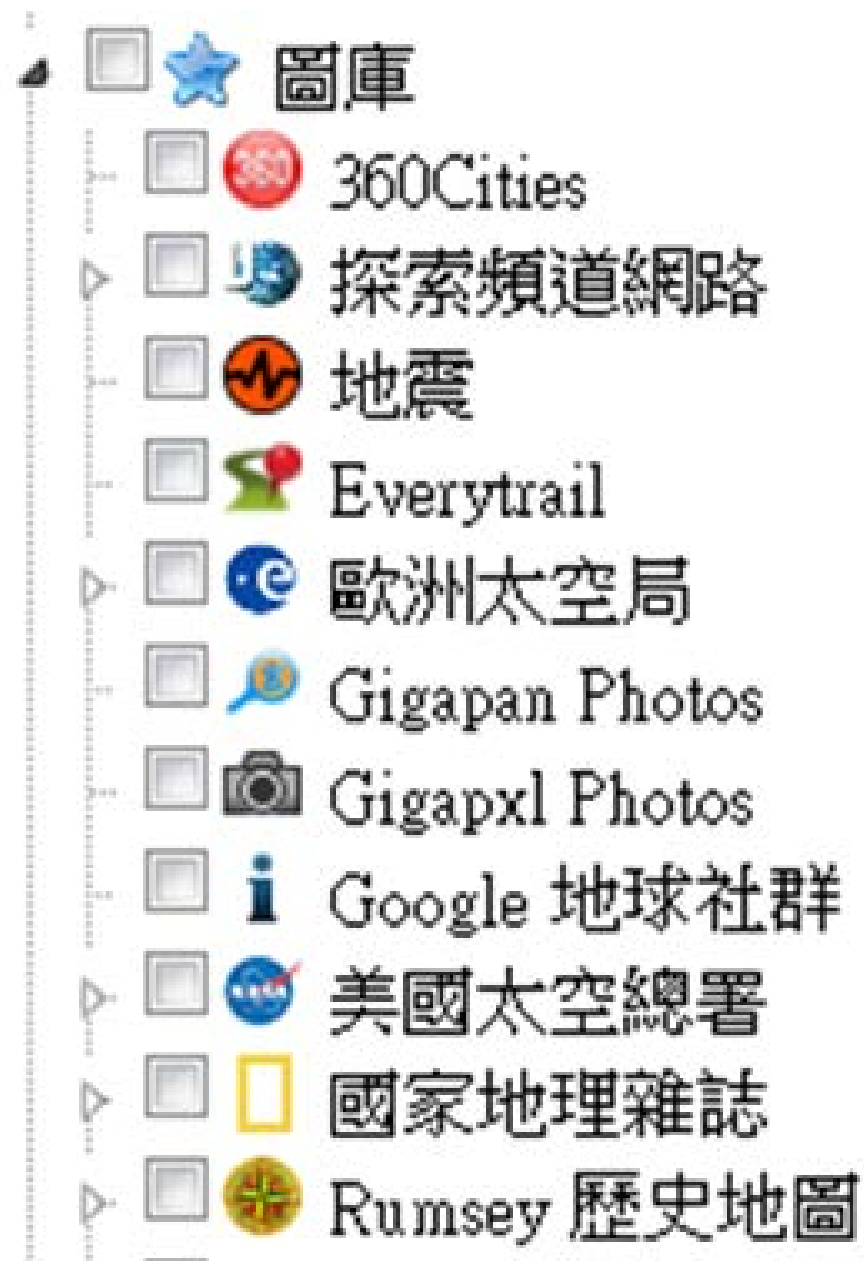 圖庫
360Cities
探索頻道網路
地震
Everytrail
歐洲太空局
Gigapan Photos
Gigapxl Photos
Google 地球社群
美國太空總署
國家地理雜誌
Rumsey 歷史地圖